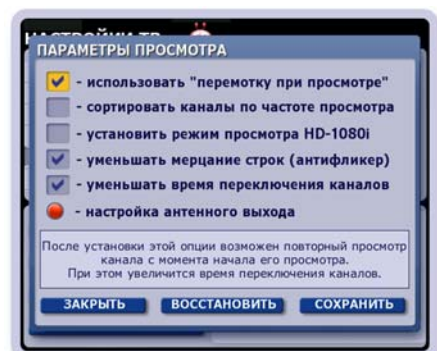 НАСТРОЙКИ ТВ
ПАРАМЕТРЫ ПРОСМОТРА
- использовать "перемотку при просмотре"
- сортировать каналы по частоте просмотра
- установить режим просмотра HD-1080i
- уменьшать мерцание строк (антифликер)
- уменьшать время переключения каналов
- настройка антенного выхода
После установки этой опции возможен повторный просмотр
канала с момента начала его просмотра.
При этом увеличится время переключения каналов.
ЗАКРЫТЬ ВОССТАНОВИТЬ СОХРАНИТЬ